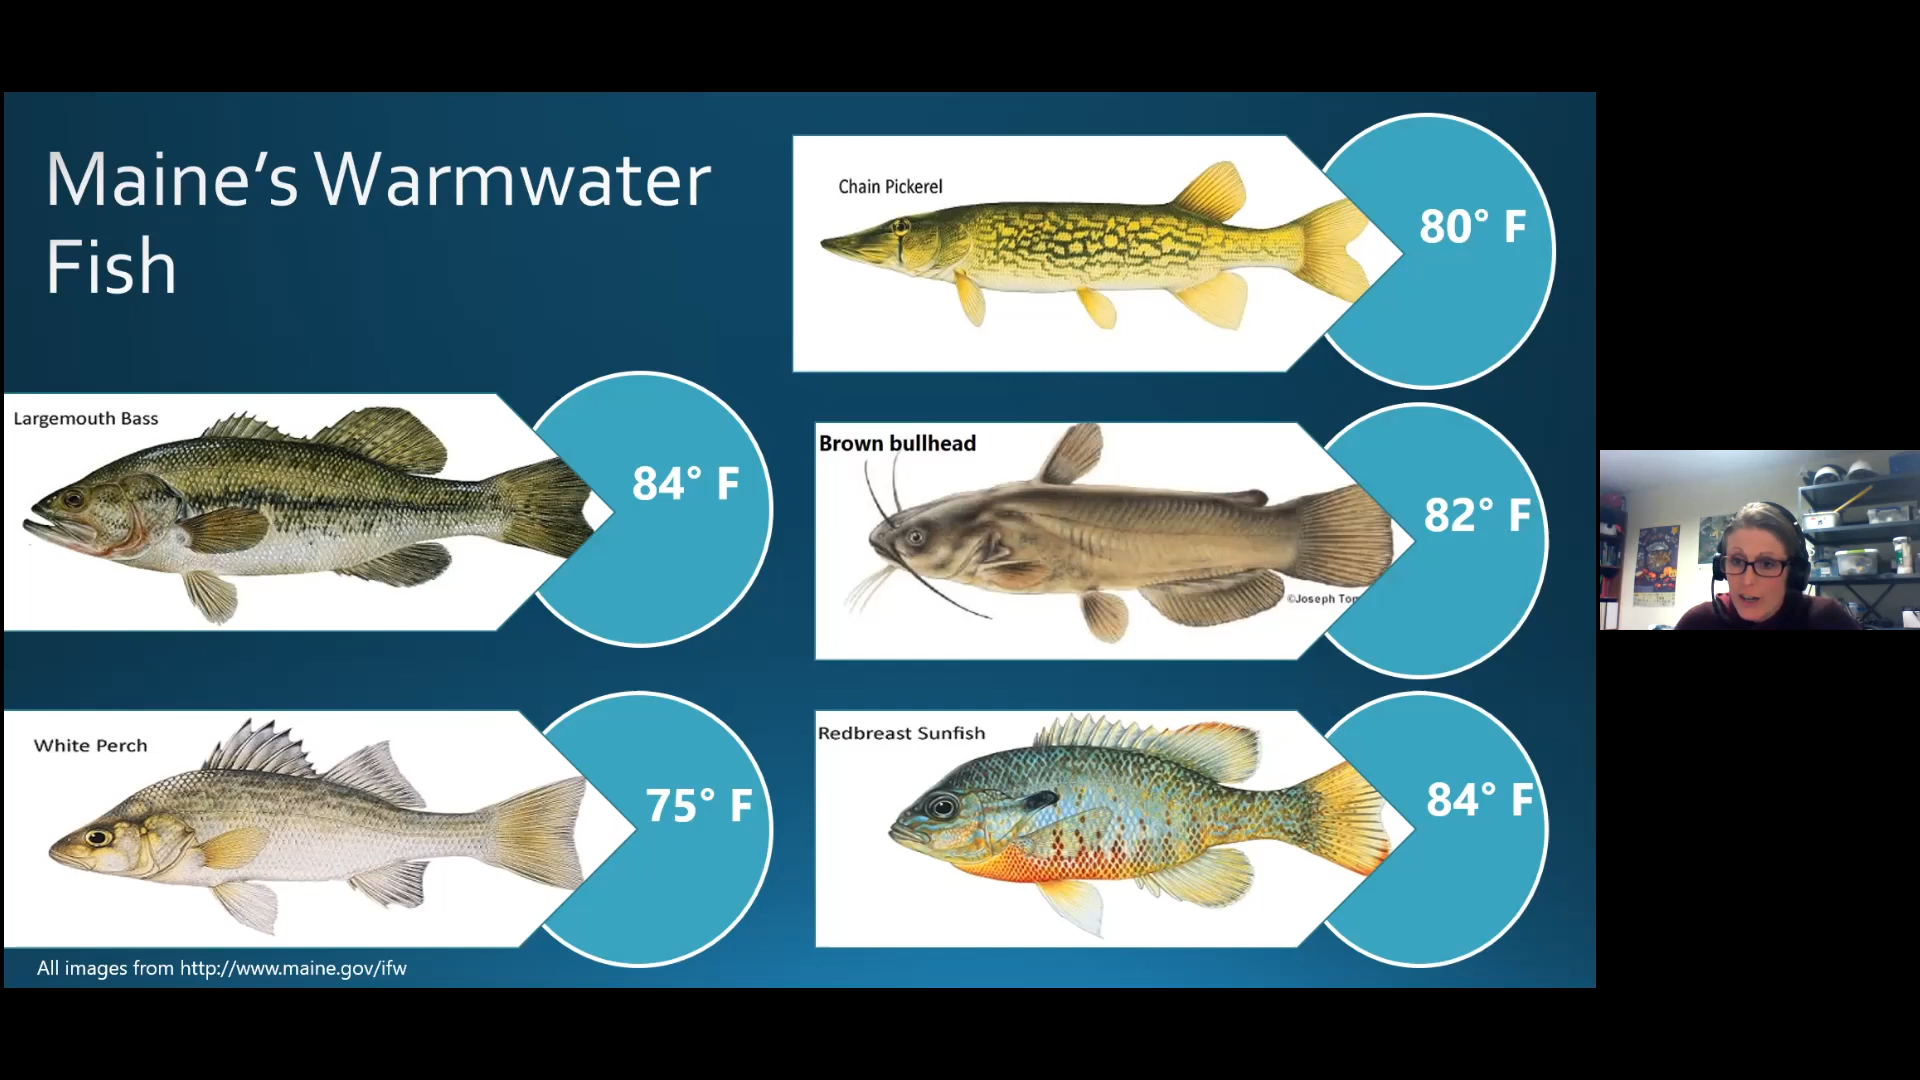 Maine's Warmwater
Fish
Chain Pickerel
80° F
Largemouth Bass
84° F
Brown bullhead
©Joseph Tom
82° F
White Perch
75° F
Redbreast Sunfish
84° F
All images from http://www.maine.gov/ifw